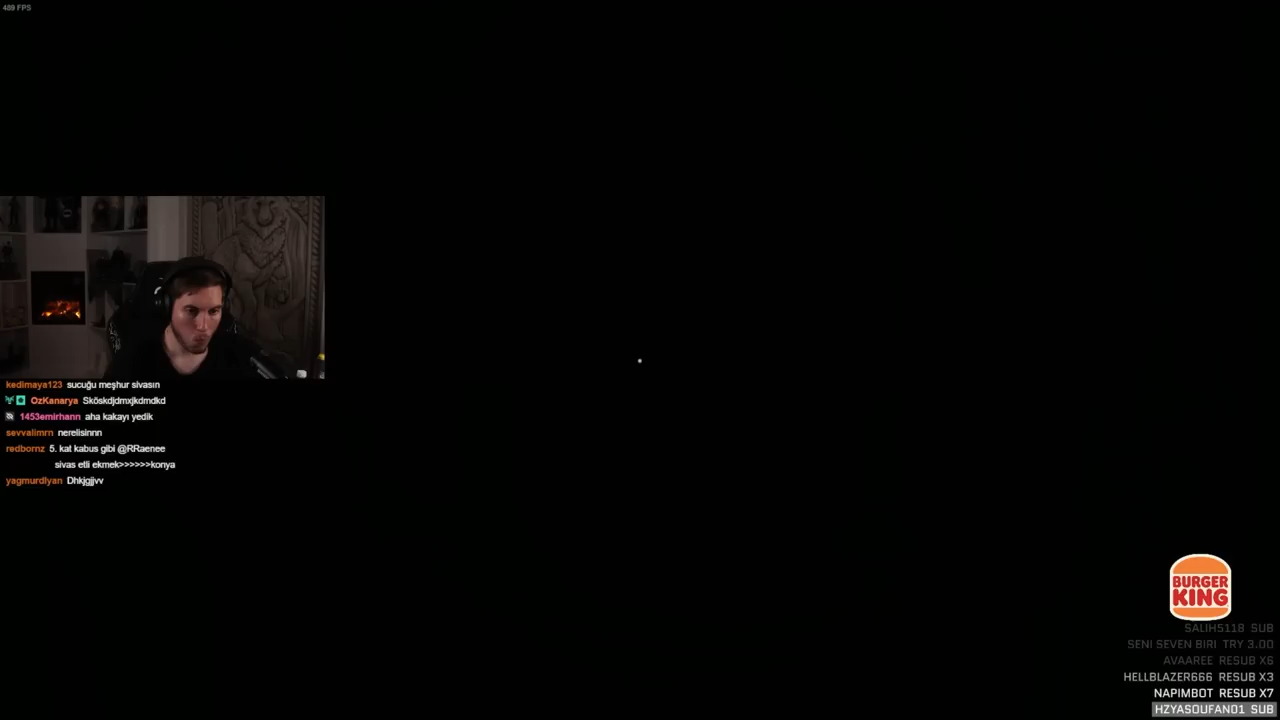 489 FPS
kedimaya123 sucuğu meşhur sivasın
OzKanarya Sköskdjdmxjkdmdkd
1453emirhann aha kakayı yedik
sevvalimrn nerelisinnn
redbornz 5. kat kabus gibi @RRaenee
sivas etli ekmek>>>>>>konya
yagmurdlyan Dhkjgjjvv
BURGER
KING
SALIH5118 SUB
SENI SEVEN BIRI TRY 3.00
AVAAREE RESUB X6
HELLBLAZER666 RESUB X3
NAPIMBOT RESUB X7
HZYASOUFAN01 SUB